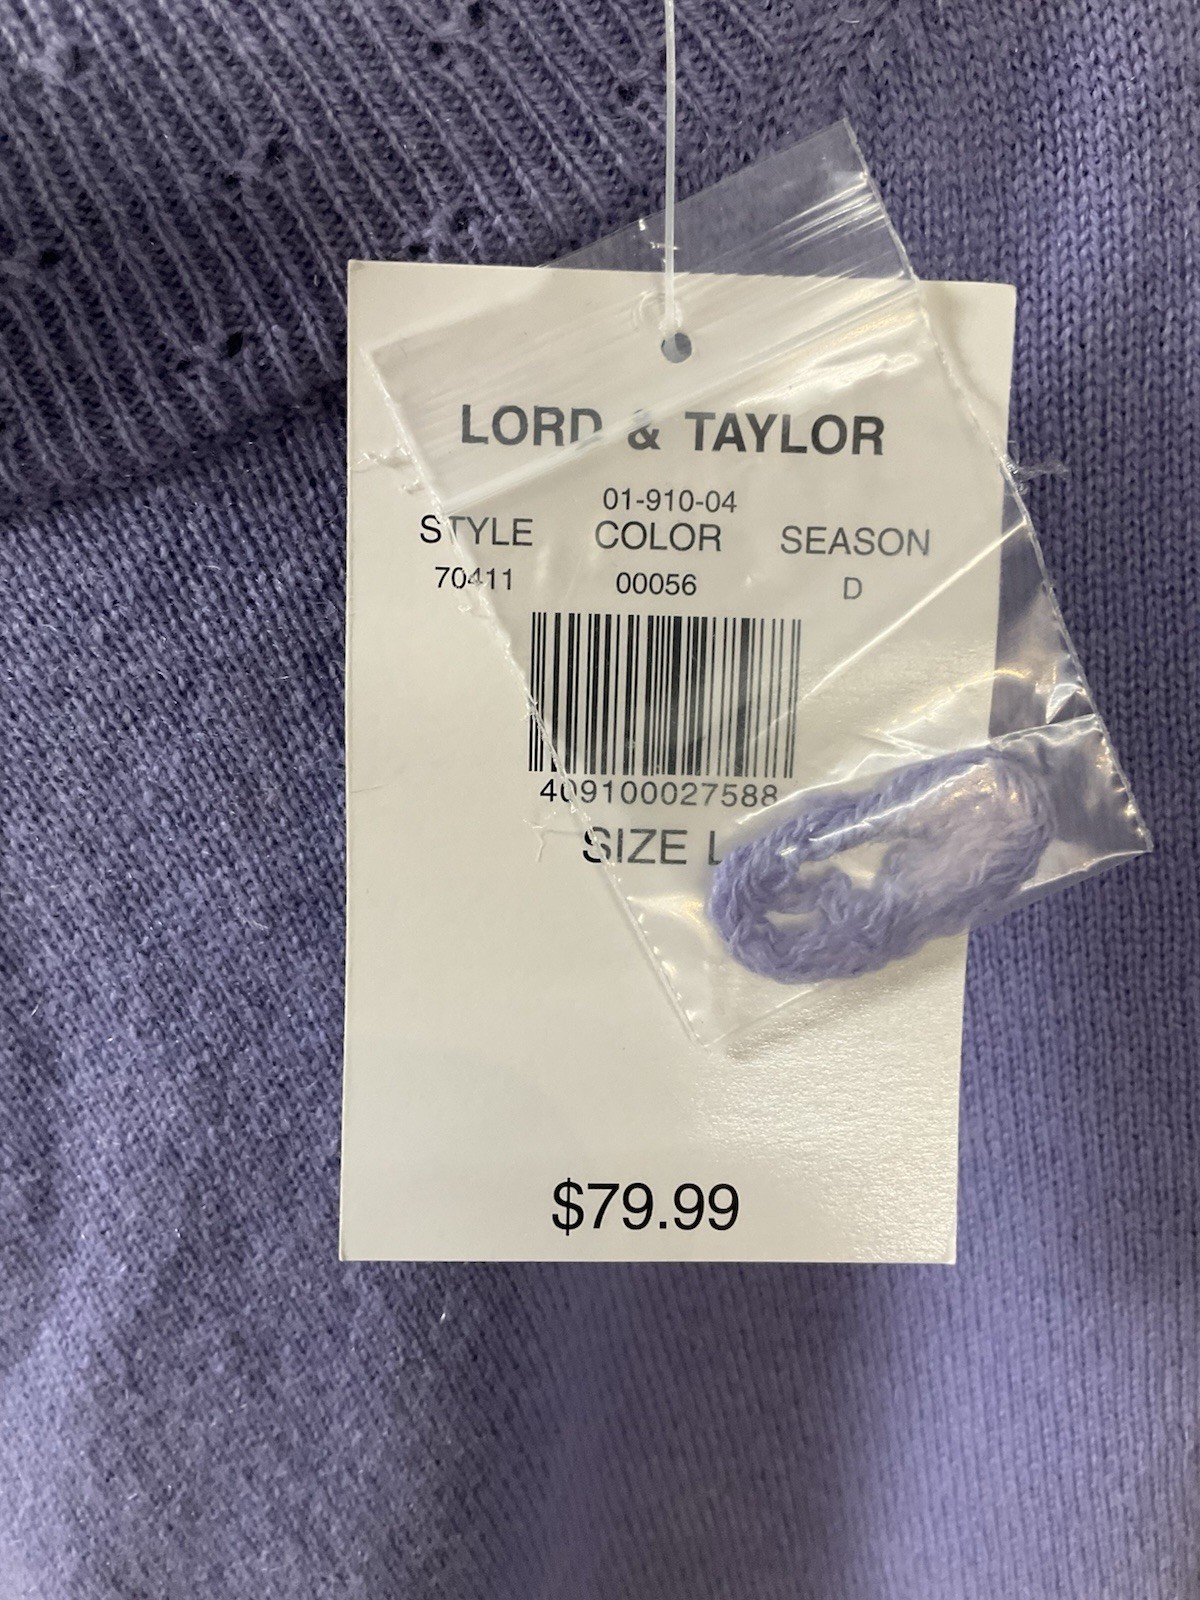 LORD & TAYLOR
01-910-04
STYLE COLOR SEASON
70411 00056 D
409100027588
SIZE L
$79.99